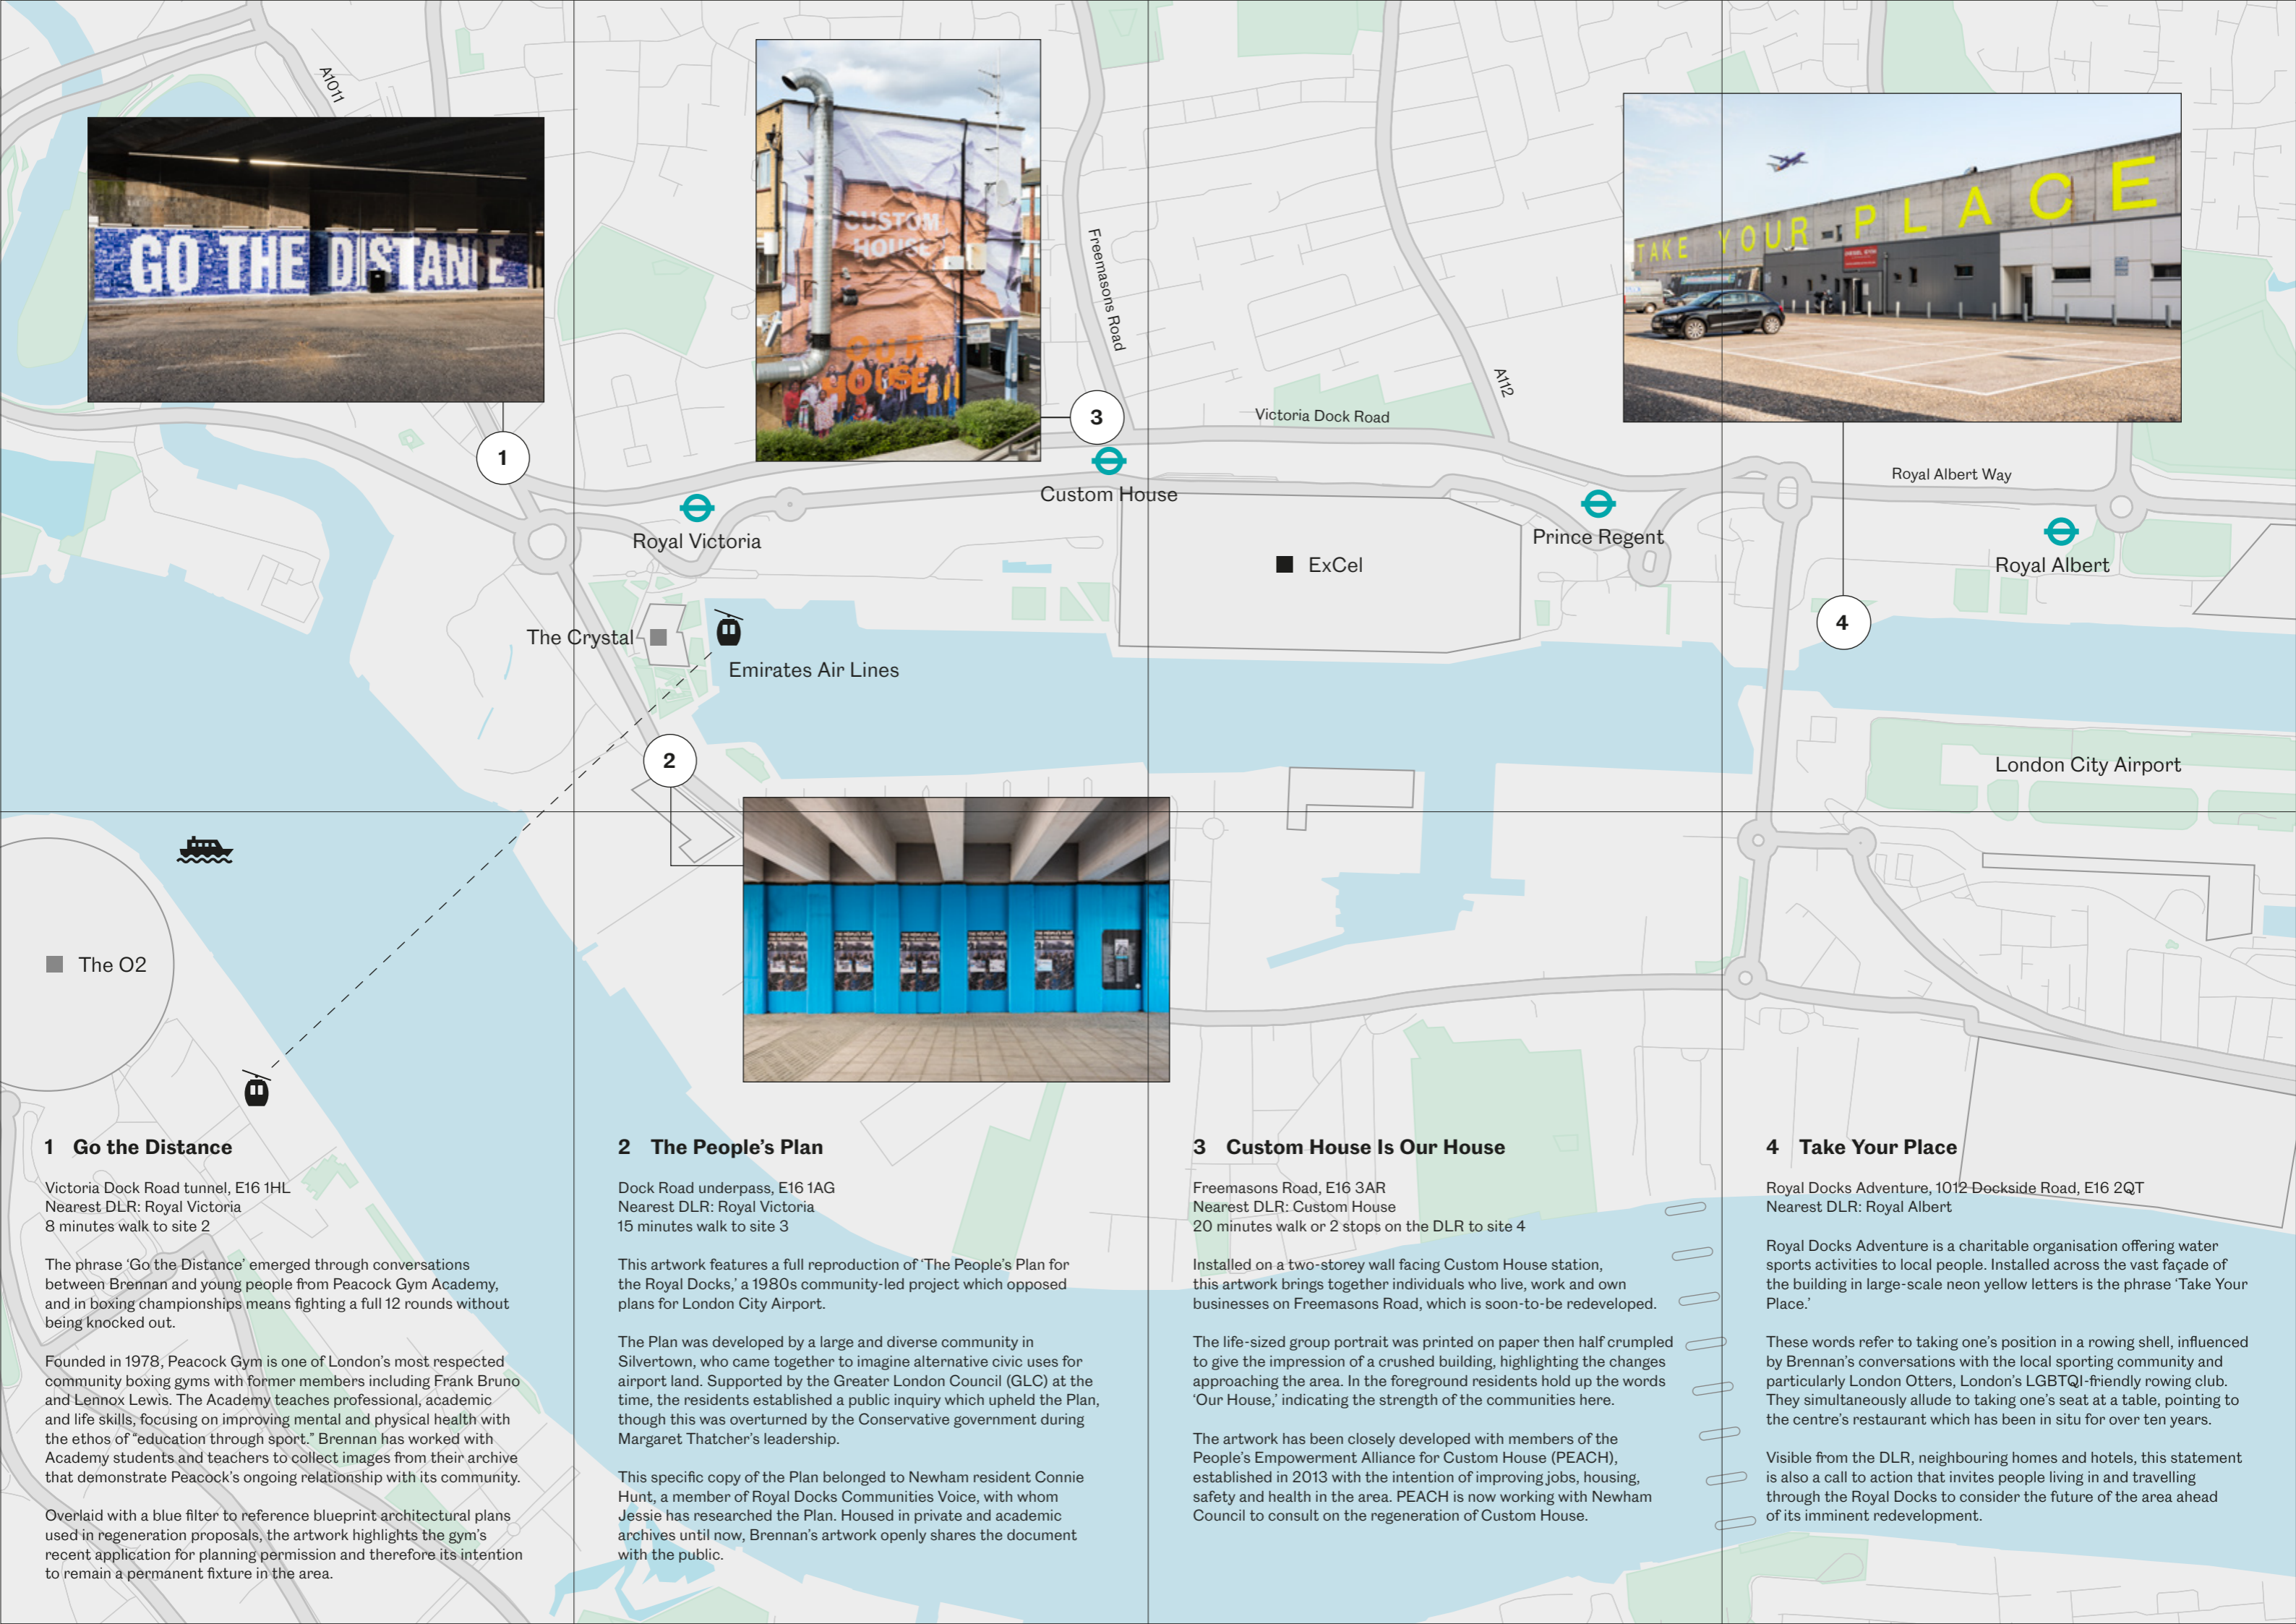 A1011
GO THE DISTANCE
CUSTOM
HOUSE
OUR
HOUSE
Freemasons Road
TAKE YOUR PLACE
A112
Victoria Dock Road
1
3
Royal Albert Way
Custom House
Royal Victoria
Prince Regent
ExCel
Royal Albert
4
The Crystal
Emirates Air Lines
2
London City Airport
The O2
1 Go the Distance
Victoria Dock Road tunnel, E16 1HL
Nearest DLR: Royal Victoria
8 minutes walk to site 2
The phrase ‘Go the Distance’ emerged through conversations
between Brennan and young people from Peacock Gym Academy,
and in boxing championships means fighting a full 12 rounds without
being knocked out.
Founded in 1978, Peacock Gym is one of London’s most respected
community boxing gyms with former members including Frank Bruno
and Lennox Lewis. The Academy teaches professional, academic
and life skills, focusing on improving mental and physical health with
the ethos of “education through sport.” Brennan has worked with
Academy students and teachers to collect images from their archive
that demonstrate Peacock’s ongoing relationship with its community.
Overlaid with a blue filter to reference blueprint architectural plans
used in regeneration proposals, the artwork highlights the gym’s
recent application for planning permission and therefore its intention
to remain a permanent fixture in the area.
2 The People’s Plan
Dock Road underpass, E16 1AG
Nearest DLR: Royal Victoria
15 minutes walk to site 3
This artwork features a full reproduction of ‘The People’s Plan for
the Royal Docks,’ a 1980s community-led project which opposed
plans for London City Airport.
The Plan was developed by a large and diverse community in
Silvertown, who came together to imagine alternative civic uses for
airport land. Supported by the Greater London Council (GLC) at the
time, the residents established a public inquiry which upheld the Plan,
though this was overturned by the Conservative government during
Margaret Thatcher’s leadership.
This specific copy of the Plan belonged to Newham resident Connie
Hunt, a member of Royal Docks Communities Voice, with whom
Jessie has researched the Plan. Housed in private and academic
archives until now, Brennan’s artwork openly shares the document
with the public.
3 Custom House Is Our House
Freemasons Road, E16 3AR
Nearest DLR: Custom House
20 minutes walk or 2 stops on the DLR to site 4
Installed on a two-storey wall facing Custom House station,
this artwork brings together individuals who live, work and own
businesses on Freemasons Road, which is soon-to-be redeveloped.
The life-sized group portrait was printed on paper then half crumpled
to give the impression of a crushed building, highlighting the changes
approaching the area. In the foreground residents hold up the words
‘Our House,’ indicating the strength of the communities here.
The artwork has been closely developed with members of the
People’s Empowerment Alliance for Custom House (PEACH),
established in 2013 with the intention of improving jobs, housing,
safety and health in the area. PEACH is now working with Newham
Council to consult on the regeneration of Custom House.
4 Take Your Place
Royal Docks Adventure, 1012 Dockside Road, E16 2QT
Nearest DLR: Royal Albert
Royal Docks Adventure is a charitable organisation offering water
sports activities to local people. Installed across the vast façade of
the building in large-scale neon yellow letters is the phrase ‘Take Your
Place.’
These words refer to taking one’s position in a rowing shell, influenced
by Brennan’s conversations with the local sporting community and
particularly London Otters, London’s LGBTQI-friendly rowing club.
They simultaneously allude to taking one’s seat at a table, pointing to
the centre’s restaurant which has been in situ for over ten years.
Visible from the DLR, neighbouring homes and hotels, this statement
is also a call to action that invites people living in and travelling
through the Royal Docks to consider the future of the area ahead
of its imminent redevelopment.